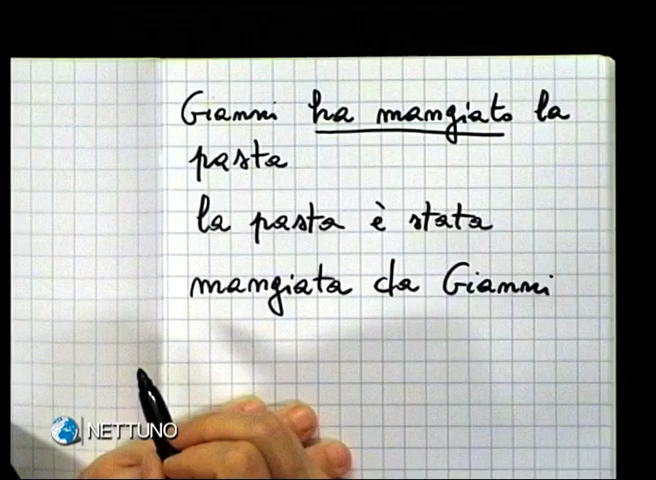 Gianni ha mangiato la
pasta
la pasta è stata
mangiata da Gianni
NETTUNO